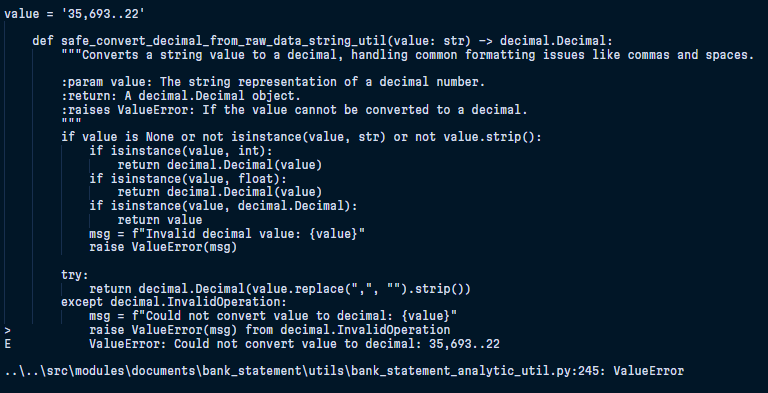 value = '35,693..22'
def safe_convert_decimal_from_raw_data_string_util(value: str) -> decimal.Decimal:
"""Converts a string value to a decimal, handling common formatting issues like commas and spaces.
:param value: The string representation of a decimal number.
:return: A decimal.Decimal object.
:raises ValueError: If the value cannot be converted to a decimal.
"""
if value is None or not isinstance(value, str) or not value.strip():
if isinstance(value, int):
return decimal.Decimal(value)
if isinstance(value, float):
return decimal.Decimal(value)
if isinstance(value, decimal.Decimal):
return value
msg = f"Invalid decimal value: {value}"
raise ValueError(msg)
try:
return decimal.Decimal(value.replace(",", "").strip())
except decimal.InvalidOperation:
msg = f"Could not convert value to decimal: {value}"
> raise ValueError(msg) from decimal.InvalidOperation
E ValueError: Could not convert value to decimal: 35,693..22
..\..\src\modules\documents\bank_statement\utils\bank_statement_analytic_util.py:245: ValueError